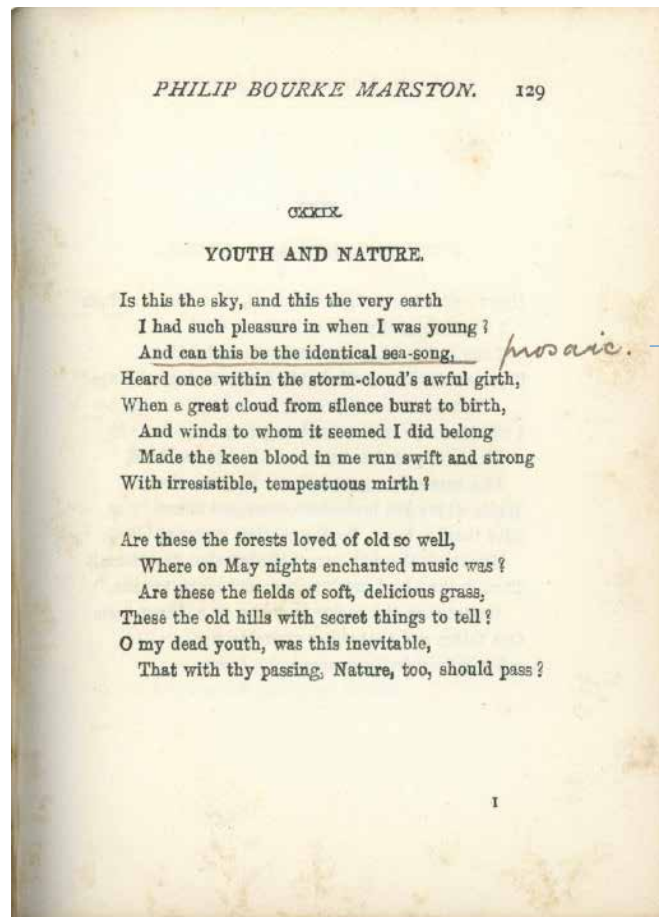 PHILIP BOURKE MARSTON. 129
CXXIX.
YOUTH AND NATURE.
Is this the sky, and this the very earth
I had such pleasure in when I was young?
And can this be the identical sea-song, prosaic.
Heard once within the storm-cloud's awful girth,
When a great cloud from silence burst to birth,
And winds to whom it seemed I did belong
Made the keen blood in me run swift and strong
With irresistible, tempestuous mirth?
Are these the forests loved of old so well,
Where on May nights enchanted music was?
Are these the fields of soft, delicious grass,
These the old hills with secret things to tell?
O my dead youth, was this inevitable,
That with thy passing, Nature, too, should pass?
I